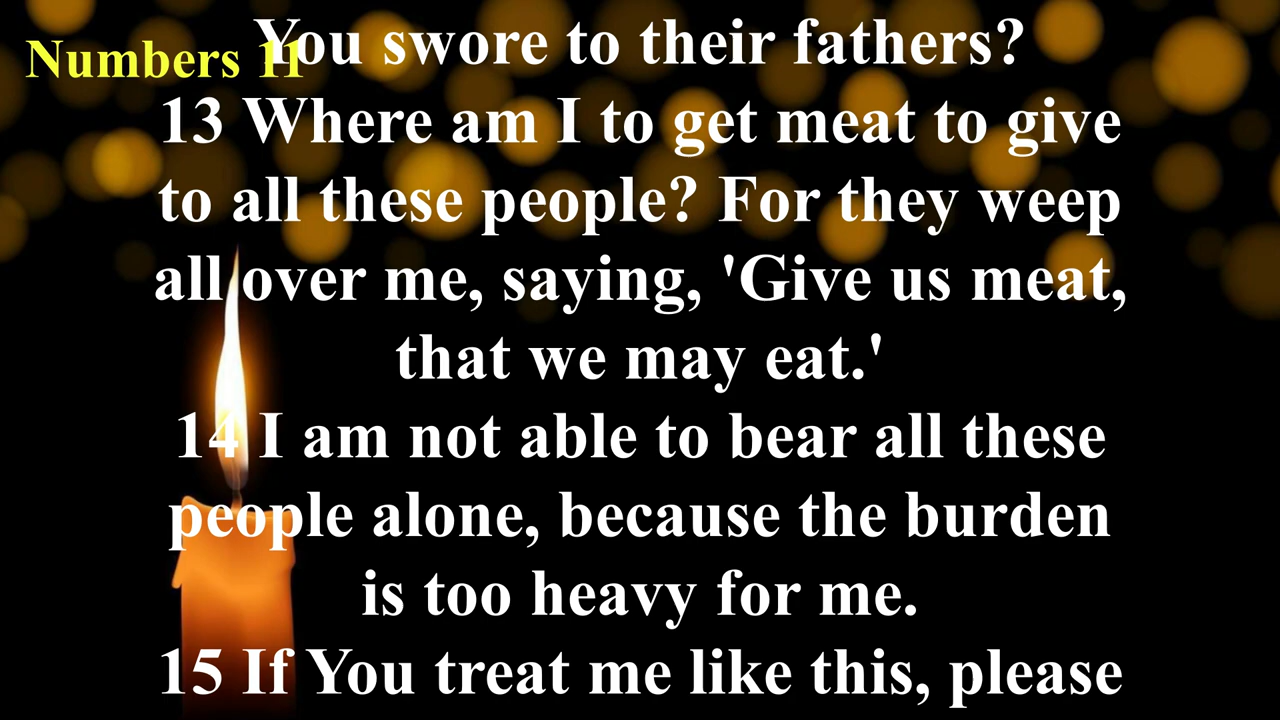 Numbers 11
You swore to their fathers?
13 Where am I to get meat to give
to all these people? For they weep
all over me, saying, 'Give us meat,
that we may eat.'
14 I am not able to bear all these
people alone, because the burden
is too heavy for me.
15 If You treat me like this, please